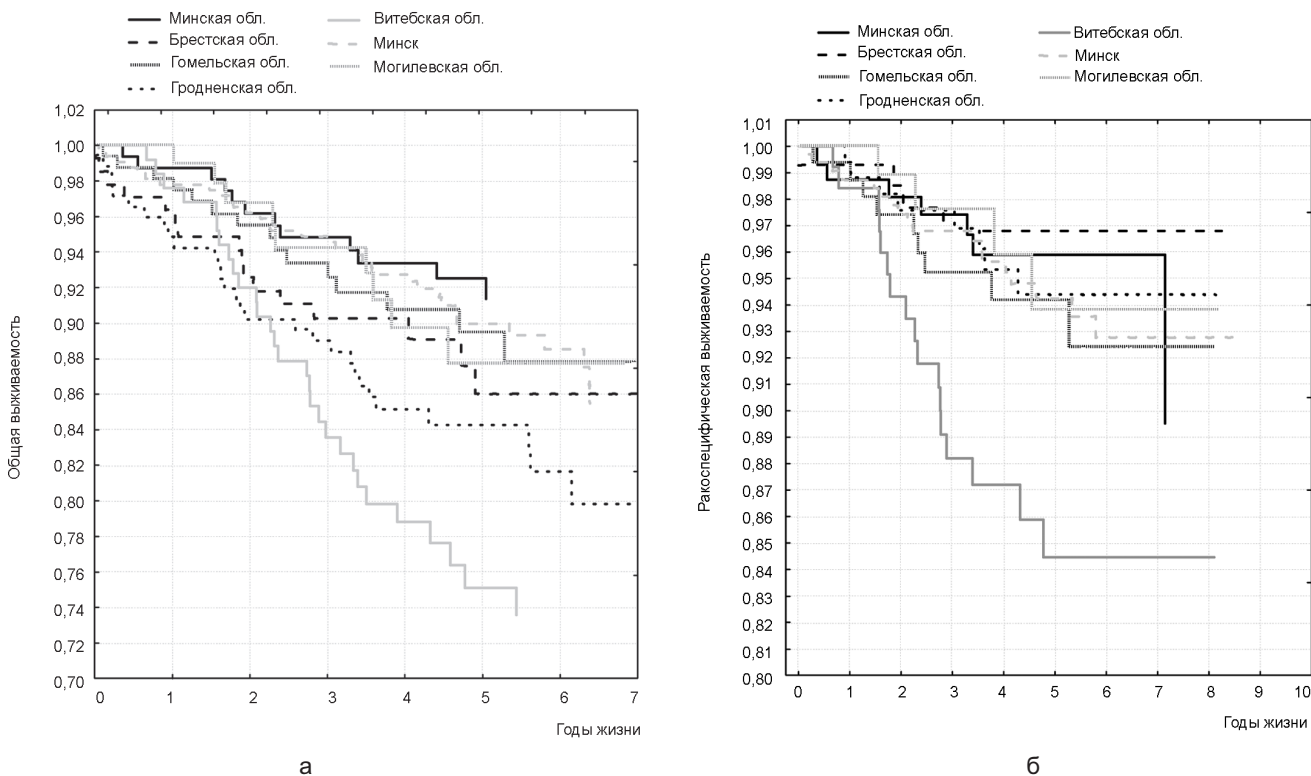 Минская обл.
Брестская обл.
Гомельская обл.
Гродненская обл.
Витебская обл.
Минск
Могилевская обл.
1,02
1,00
0,98
0,96
0,94
0,92
0,90
0,88
0,86
0,84
0,82
0,80
0,78
0,76
0,74
0,72
0,70
Общая выживаемость
0 1 2 3 4 5 6 7
Годы жизни
а
Минская обл.
Брестская обл.
Гомельская обл.
Гродненская обл.
Витебская обл.
Минск
Могилевская обл.
1,01
1,00
0,99
0,98
0,97
0,96
0,95
0,94
0,93
0,92
0,91
0,90
0,89
0,88
0,87
0,86
0,85
0,84
0,83
0,82
0,81
0,80
Ракоспецифическая выживаемость
0 1 2 3 4 5 6 7 8 9 10
Годы жизни
б